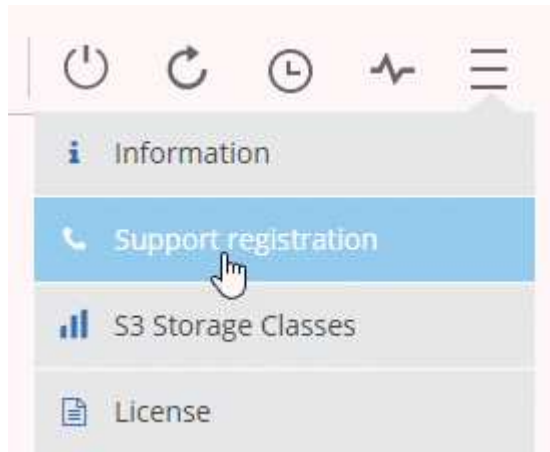 Information
Support registration
S3 Storage Classes
License